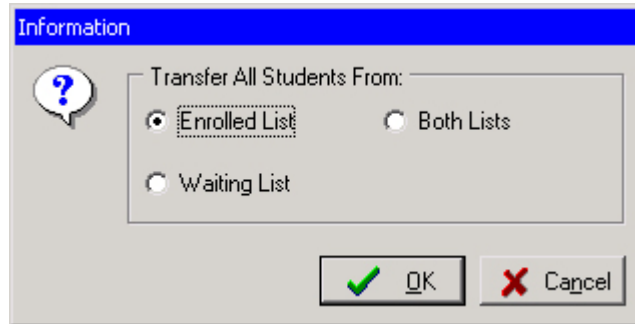 Information
Transfer All Students From:
Enrolled List Both Lists
Waiting List
OK Cancel